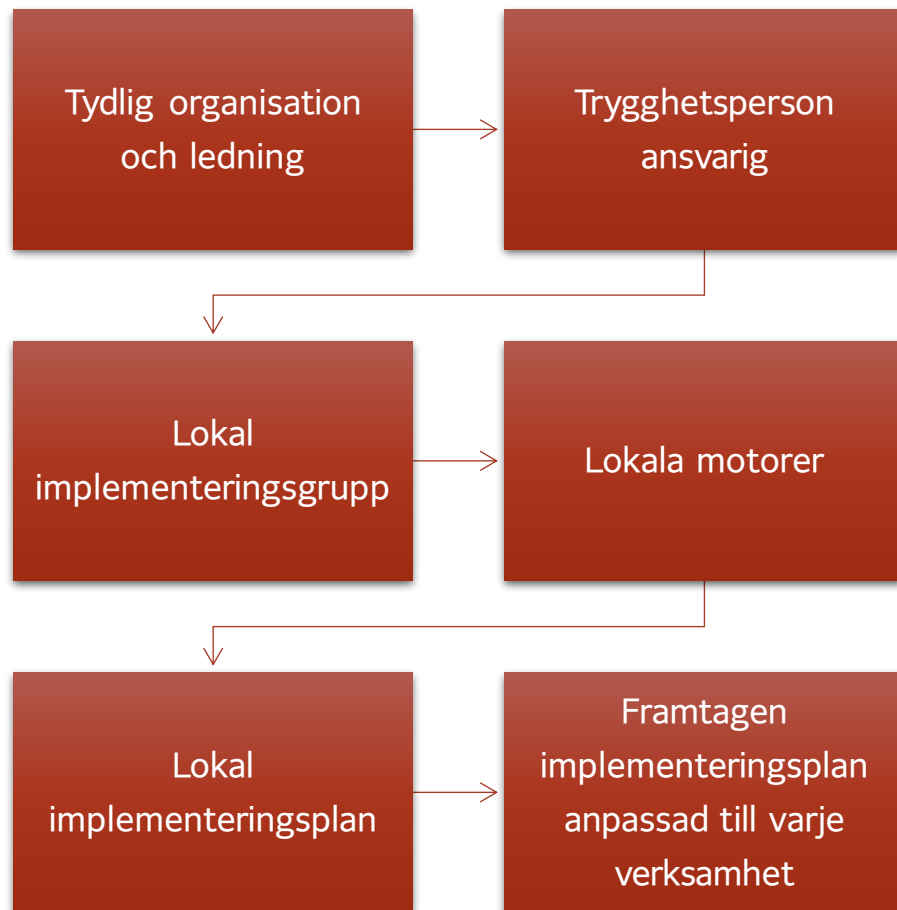 Tydlig organisation
och ledning
Trygghetsperson
ansvarig
Lokal
implementeringsgrupp
Lokala motorer
Lokal
implementeringsplan
Framtagen
implementeringsplan
anpassad till varje
verksamhet